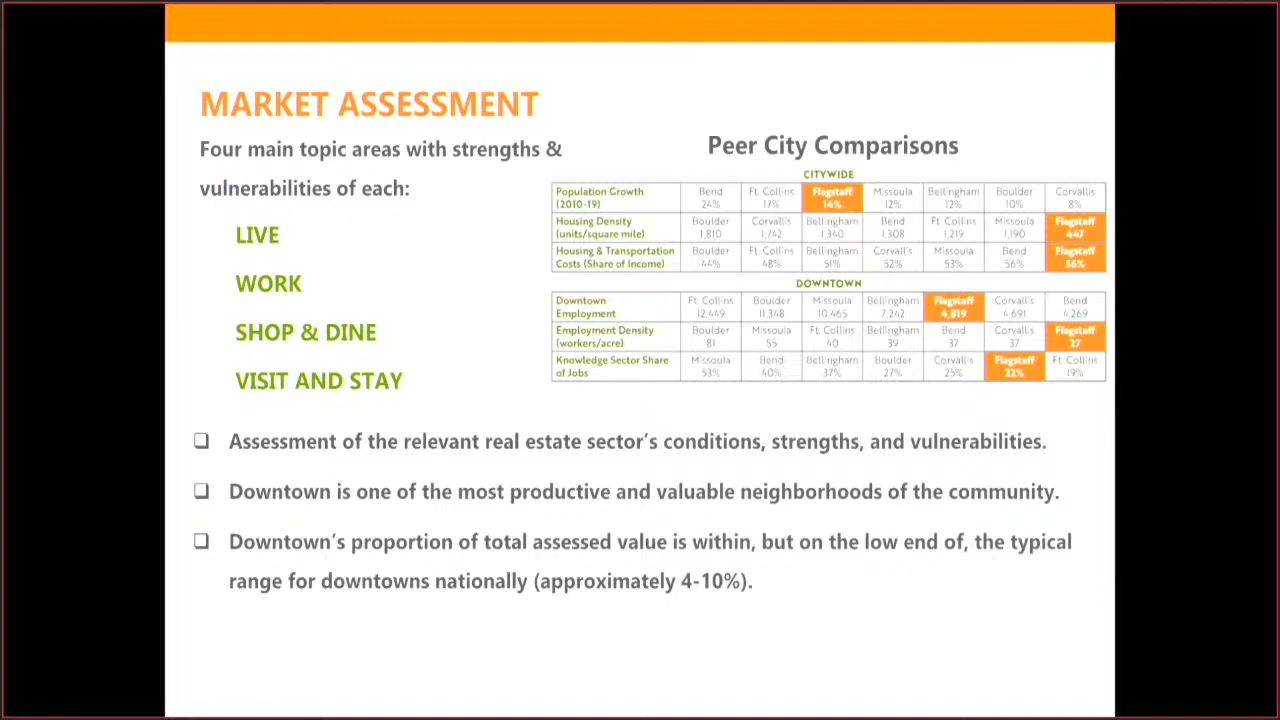 MARKET ASSESSMENT
Four main topic areas with strengths &
vulnerabilities of each:
LIVE
WORK
SHOP & DINE
VISIT AND STAY
Peer City Comparisons
CITYWIDE
Population Growth (2010-19) Bend 24% Ft. Collins 17% Flagstaff 14% Missoula 12% Bellingham 12% Boulder 10% Corvallis 8%
Housing Density (units/square mile) Boulder 1,810 Corvallis 1,742 Bellingham 1,340 Bend 1,308 Ft. Collins 1,219 Missoula 1,190 Flagstaff 447
Housing & Transportation Costs (Share of Income) Boulder 44% Ft. Collins 48% Bellingham 51% Corvallis 52% Missoula 53% Bend 56% Flagstaff 56%
DOWNTOWN
Downtown Employment Ft. Collins 12,449 Boulder 11,348 Missoula 10,465 Bellingham 7,242 Flagstaff 4,819 Corvallis 4,691 Bend 4,269
Employment Density (workers/acre) Boulder 81 Missoula 55 Ft. Collins 40 Bellingham 39 Bend 37 Corvallis 37 Flagstaff 27
Knowledge Sector Share of Jobs Missoula 53% Bend 40% Bellingham 37% Boulder 27% Corvallis 25% Flagstaff 22% Ft. Collins 19%
❑ Assessment of the relevant real estate sector's conditions, strengths, and vulnerabilities.
❑ Downtown is one of the most productive and valuable neighborhoods of the community.
❑ Downtown's proportion of total assessed value is within, but on the low end of, the typical
range for downtowns nationally (approximately 4-10%).